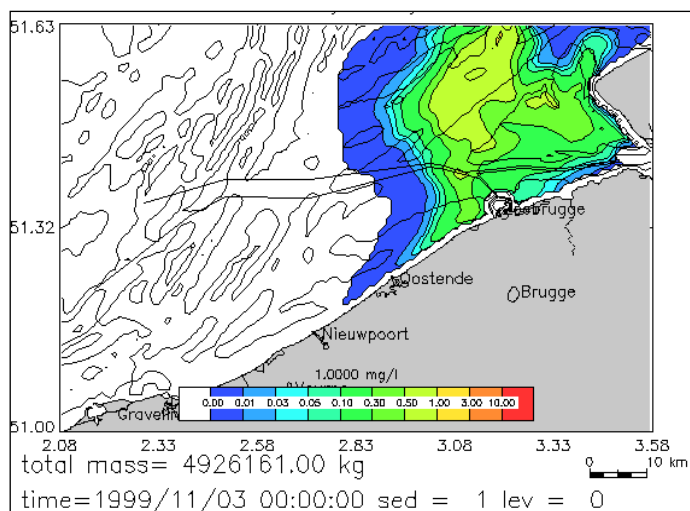 51.63
51.32
Zeebrugge
Oostende
Brugge
Nieuwpoort
1.0000 mg/l
0.00 0.01 0.03 0.05 0.10 0.30 0.50 1.00 3.00 10.00
51.00
2.08 2.33 2.58 2.83 3.08 3.33 3.58
total mass= 4926161.00 kg
0 10 km
time=1999/11/03 00:00:00 sed = 1 lev = 0